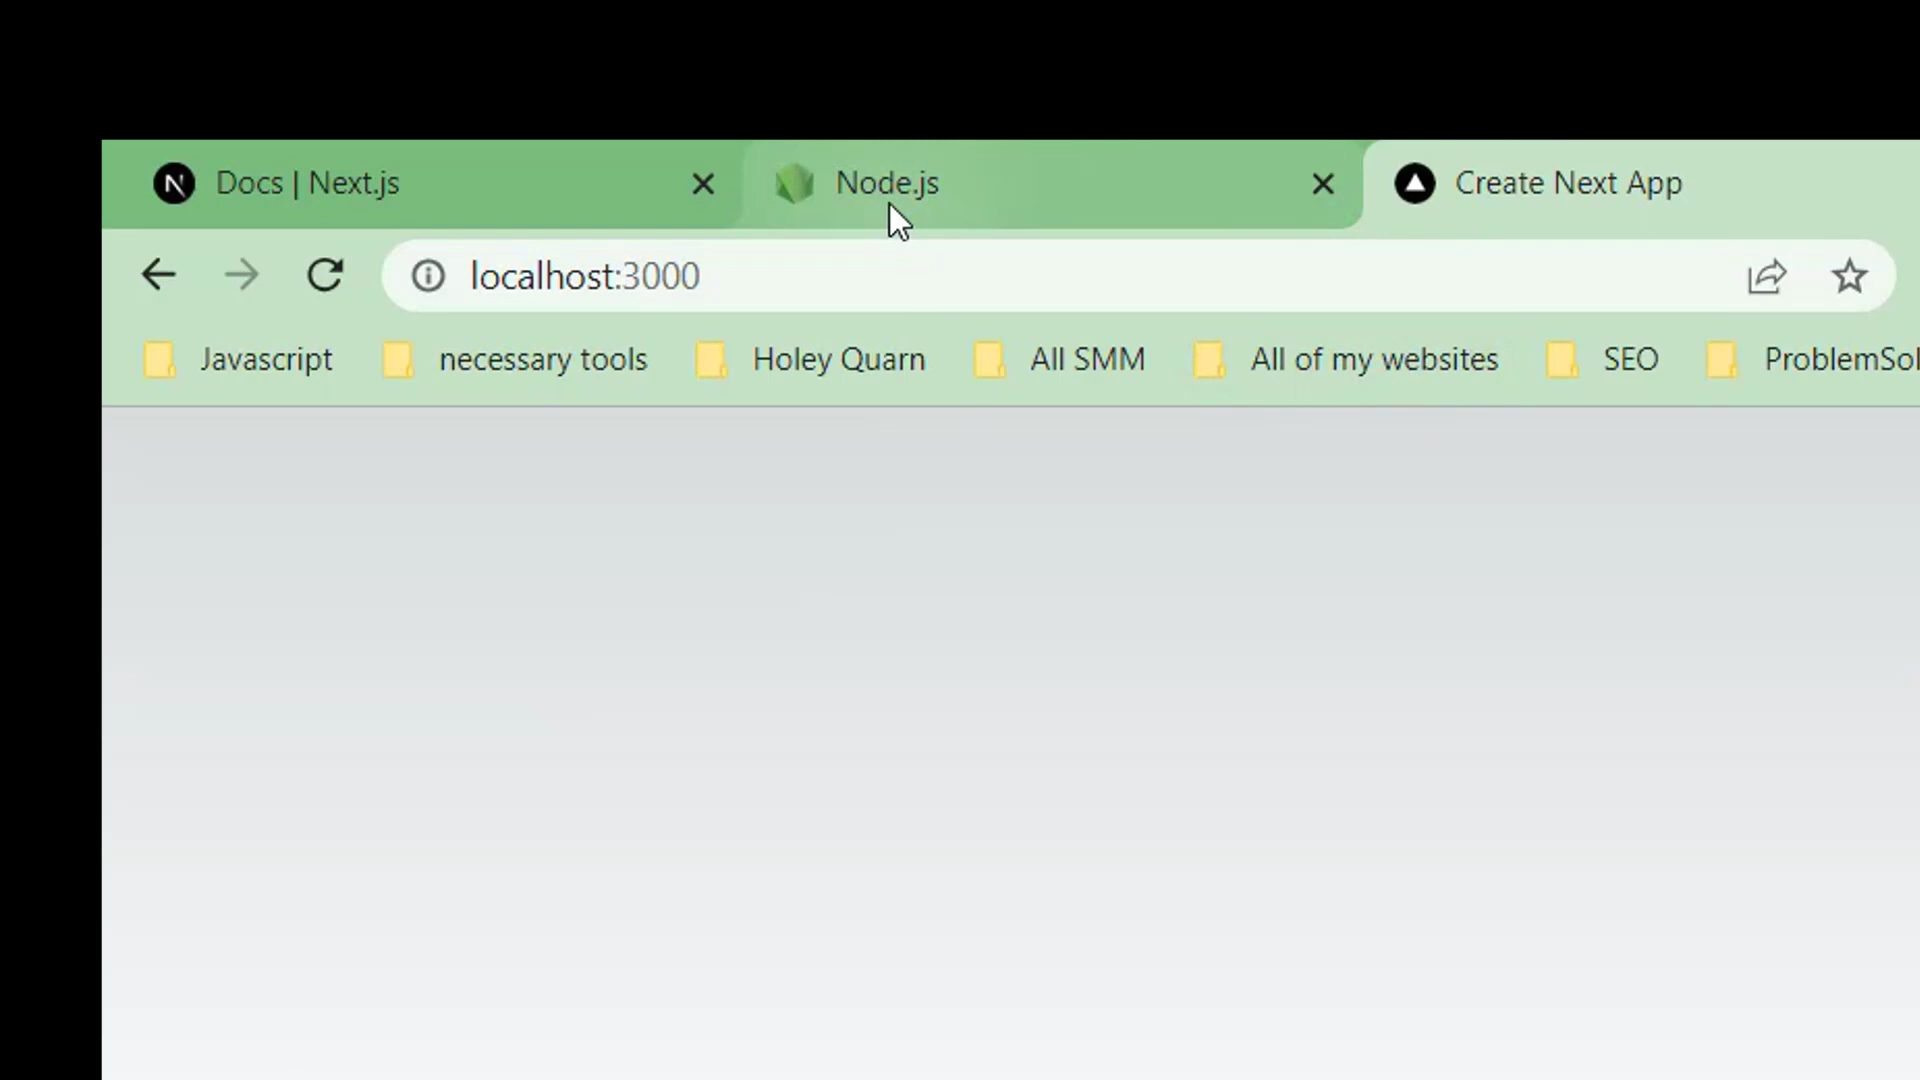 Docs | Next.js
Node.js
Create Next App
localhost:3000
Javascript
necessary tools
Holey Quarn
All SMM
All of my websites
SEO
ProblemSol